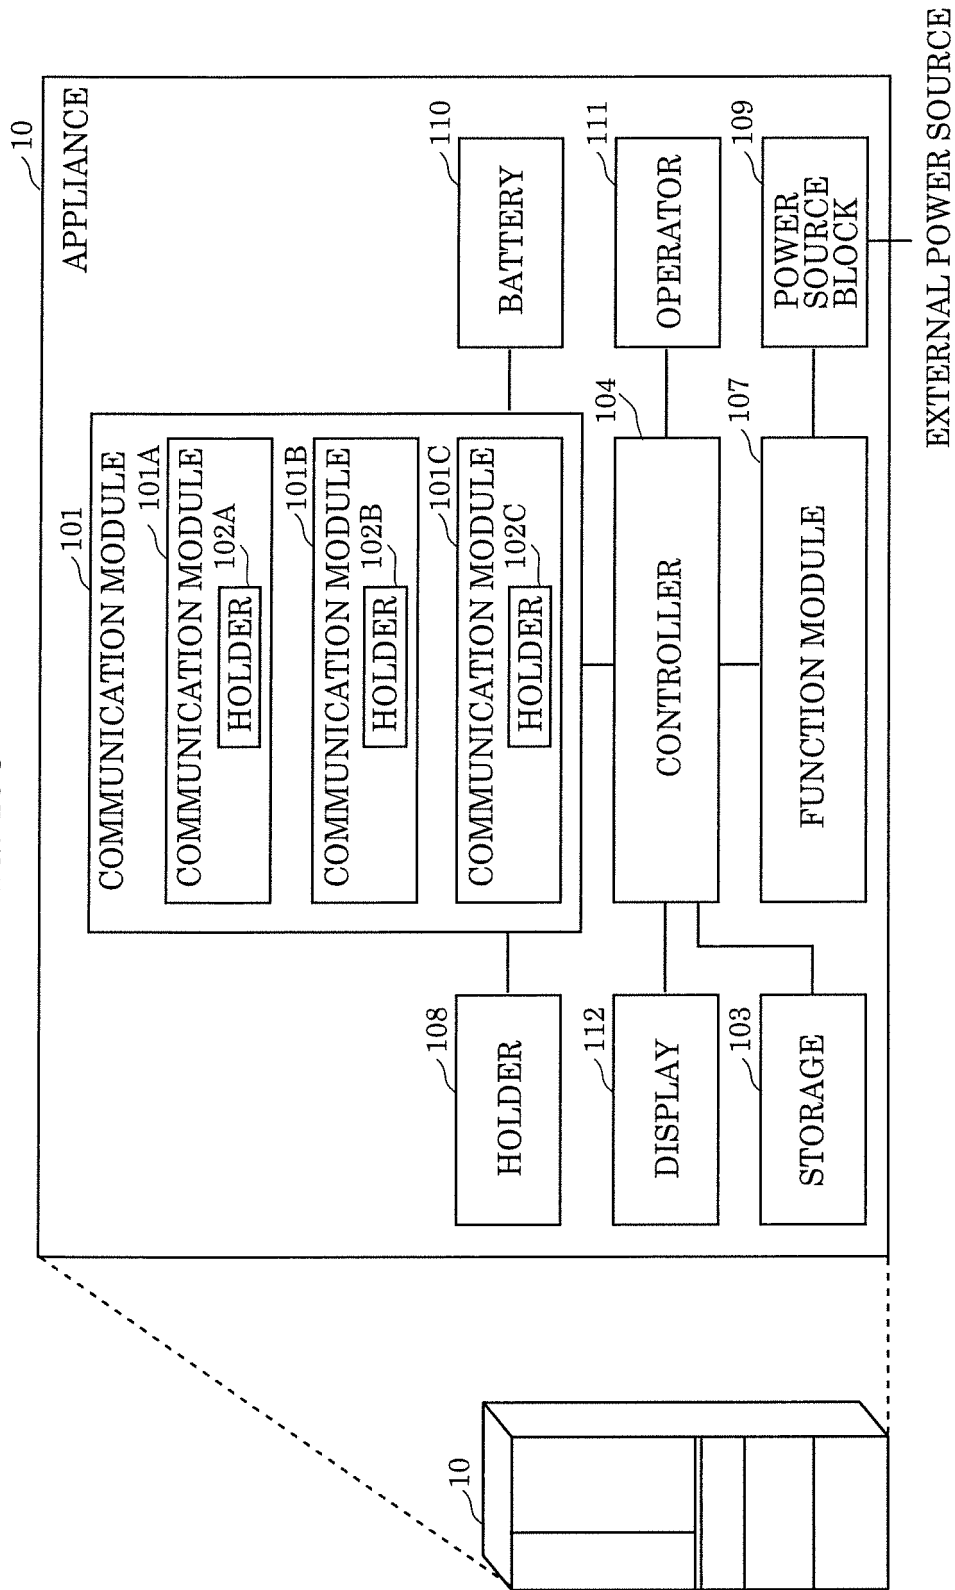 10
APPLIANCE
101
COMMUNICATION MODULE
101A
COMMUNICATION MODULE
102A
HOLDER
101B
COMMUNICATION MODULE
102B
HOLDER
101C
COMMUNICATION MODULE
102C
HOLDER
108
HOLDER
110
BATTERY
112
DISPLAY
104
CONTROLLER
111
OPERATOR
103
STORAGE
107
FUNCTION MODULE
109
POWER
SOURCE
BLOCK
EXTERNAL POWER SOURCE
10